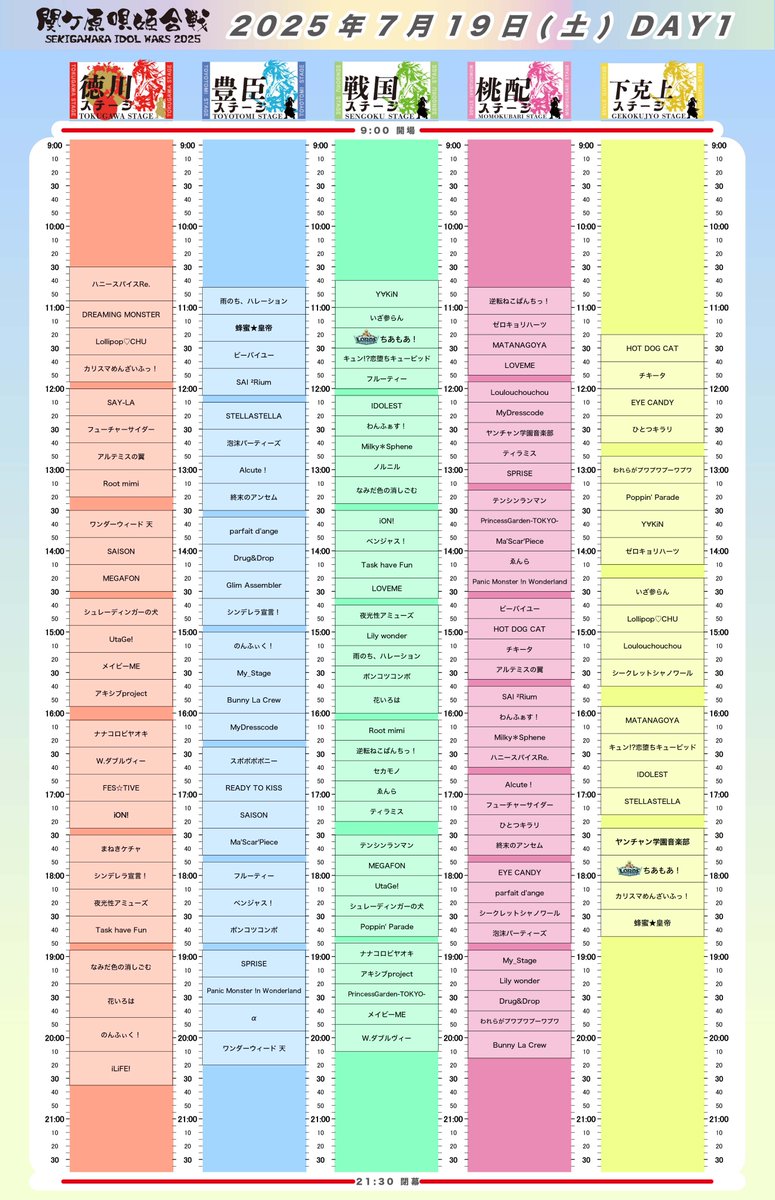 関ヶ原唄姫合戦
SEKIGAHARA IDOL WARS 2025
2025年7月19日(土) DAY1
徳川
ステージ
TOKUGAWA STAGE
豊臣
ステージ
TOYOTOMI STAGE
戦国
ステージ
SENGOKU STAGE
桃配
ステージ
MOMOKUBARI STAGE
下克上
ステージ
GEKOKUJYO STAGE
9:00 開場
9:00
10
20
30
40
50
10:00
10
20
30
40
50
11:00
10
20
30
40
50
12:00
10
20
30
40
50
13:00
10
20
30
40
50
14:00
10
20
30
40
50
15:00
10
20
30
40
50
16:00
10
20
30
40
50
17:00
10
20
30
40
50
18:00
10
20
30
40
50
19:00
10
20
30
40
50
20:00
10
20
30
40
50
21:00
10
20
30
ハニースパイスRe.
DREAMING MONSTER
Lollipop♡CHU
カリスマめんざいふっ！
SAY-LA
フューチャーサイダー
アルテミスの翼
Root mimi
ワンダーウィード 天
SAISON
MEGAFON
シュレーディンガーの犬
UtaGe!
メイビーME
アキシブproject
ナナコロビヤオキ
W.ダブルヴィー
FES☆TIVE
iON!
まねきケチャ
シンデレラ宣言！
夜光性アミューズ
Task have Fun
なみだ色の消しごむ
花いろは
のんふぃく！
iLiFE!
雨のち、ハレーション
蜂蜜★皇帝
ビーバイユー
SAI ²Rium
STELLASTELLA
泡沫パーティーズ
Alcute！
終末のアンセム
parfait d'ange
Drug&Drop
Glim Assembler
シンデレラ宣言！
のんふぃく！
My_Stage
Bunny La Crew
MyDresscode
スポポポポニー
READY TO KISS
SAISON
Ma'Scar'Piece
フルーティー
ベンジャス！
ポンコツコンボ
SPRISE
Panic Monster !n Wonderland
α
ワンダーウィード 天
Y∀KiN
いざ参らん
LORDS ちあもあ！
キュン!?恋堕ちキューピッド
フルーティー
IDOLEST
わんふぁす！
Milky＊Sphene
ノルニル
なみだ色の消しごむ
iON!
ベンジャス！
Task have Fun
LOVEME
夜光性アミューズ
Lily wonder
雨のち、ハレーション
ポンコツコンボ
花いろは
Root mimi
逆転ねこぱんちっ！
セカモノ
ゑんら
ティラミス
テンシンランマン
MEGAFON
UtaGe!
シュレーディンガーの犬
Poppin' Parade
ナナコロビヤオキ
アキシブproject
PrincessGarden-TOKYO-
メイビーME
W.ダブルヴィー
逆転ねこぱんちっ！
ゼロキョリハーツ
MATANAGOYA
LOVEME
Loulouchouchou
MyDresscode
ヤンチャン学園音楽部
ティラミス
SPRISE
テンシンランマン
PrincessGarden-TOKYO-
Ma'Scar'Piece
ゑんら
Panic Monster !n Wonderland
ビーバイユー
HOT DOG CAT
チキータ
アルテミスの翼
SAI ²Rium
わんふぁす！
Milky＊Sphene
ハニースパイスRe.
Alcute！
フューチャーサイダー
ひとつキラリ
終末のアンセム
EYE CANDY
parfait d'ange
シークレットシャノワール
泡沫パーティーズ
My_Stage
Lily wonder
Drug&Drop
われらがプワプワプーワプワ
Bunny La Crew
HOT DOG CAT
チキータ
EYE CANDY
ひとつキラリ
われらがプワプワプーワプワ
Poppin' Parade
Y∀KiN
ゼロキョリハーツ
いざ参らん
Lollipop♡CHU
Loulouchouchou
シークレットシャノワール
MATANAGOYA
キュン!?恋堕ちキューピッド
IDOLEST
STELLASTELLA
ヤンチャン学園音楽部
LORDS ちあもあ！
カリスマめんざいふっ！
蜂蜜★皇帝
21:30 閉幕